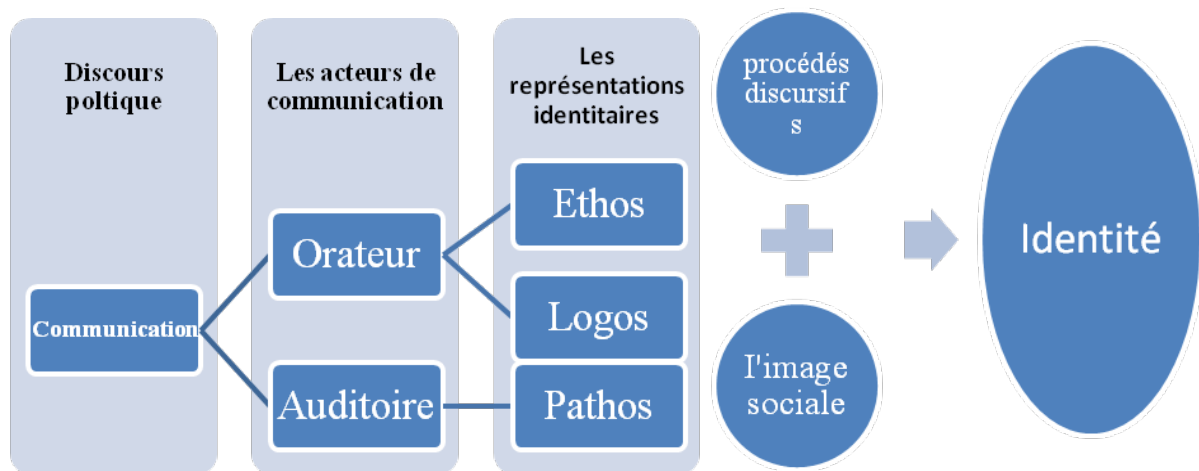 Discours
poltique
Communication
Les acteurs de
communication
Orateur
Auditoire
Les
représentations
identitaires
Ethos
Logos
Pathos
procédés
discursif
s
I'image
sociale
Identité